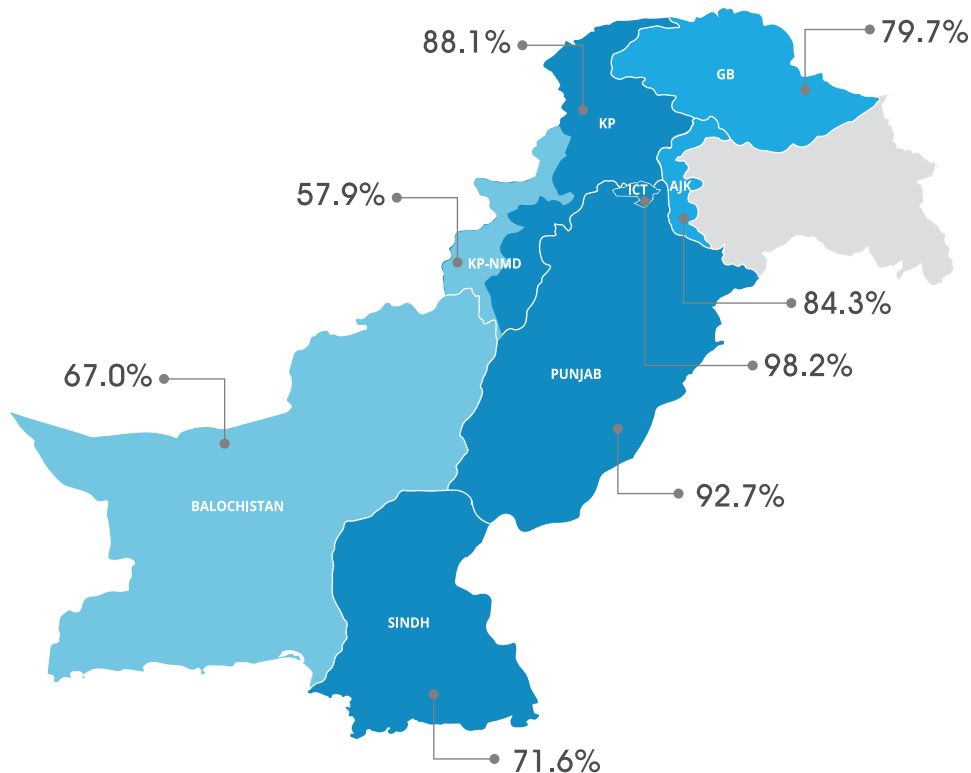 79.7%
88.1%
GB
KP
ICT
AJK
57.9%
KP-NMD
84.3%
98.2%
67.0%
PUNJAB
92.7%
BALOCHISTAN
SINDH
71.6%